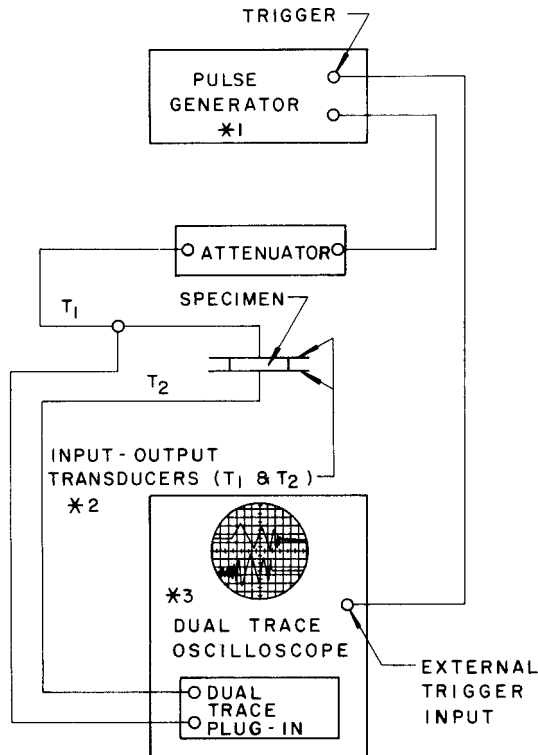 TRIGGER
PULSE
GENERATOR
*1
ATTENUATOR
SPECIMEN
T1
T2
INPUT-OUTPUT
TRANSDUCERS (T1 & T2)
*2
*3
DUAL TRACE
OSCILLOSCOPE
EXTERNAL
TRIGGER
INPUT
DUAL
TRACE
PLUG-IN